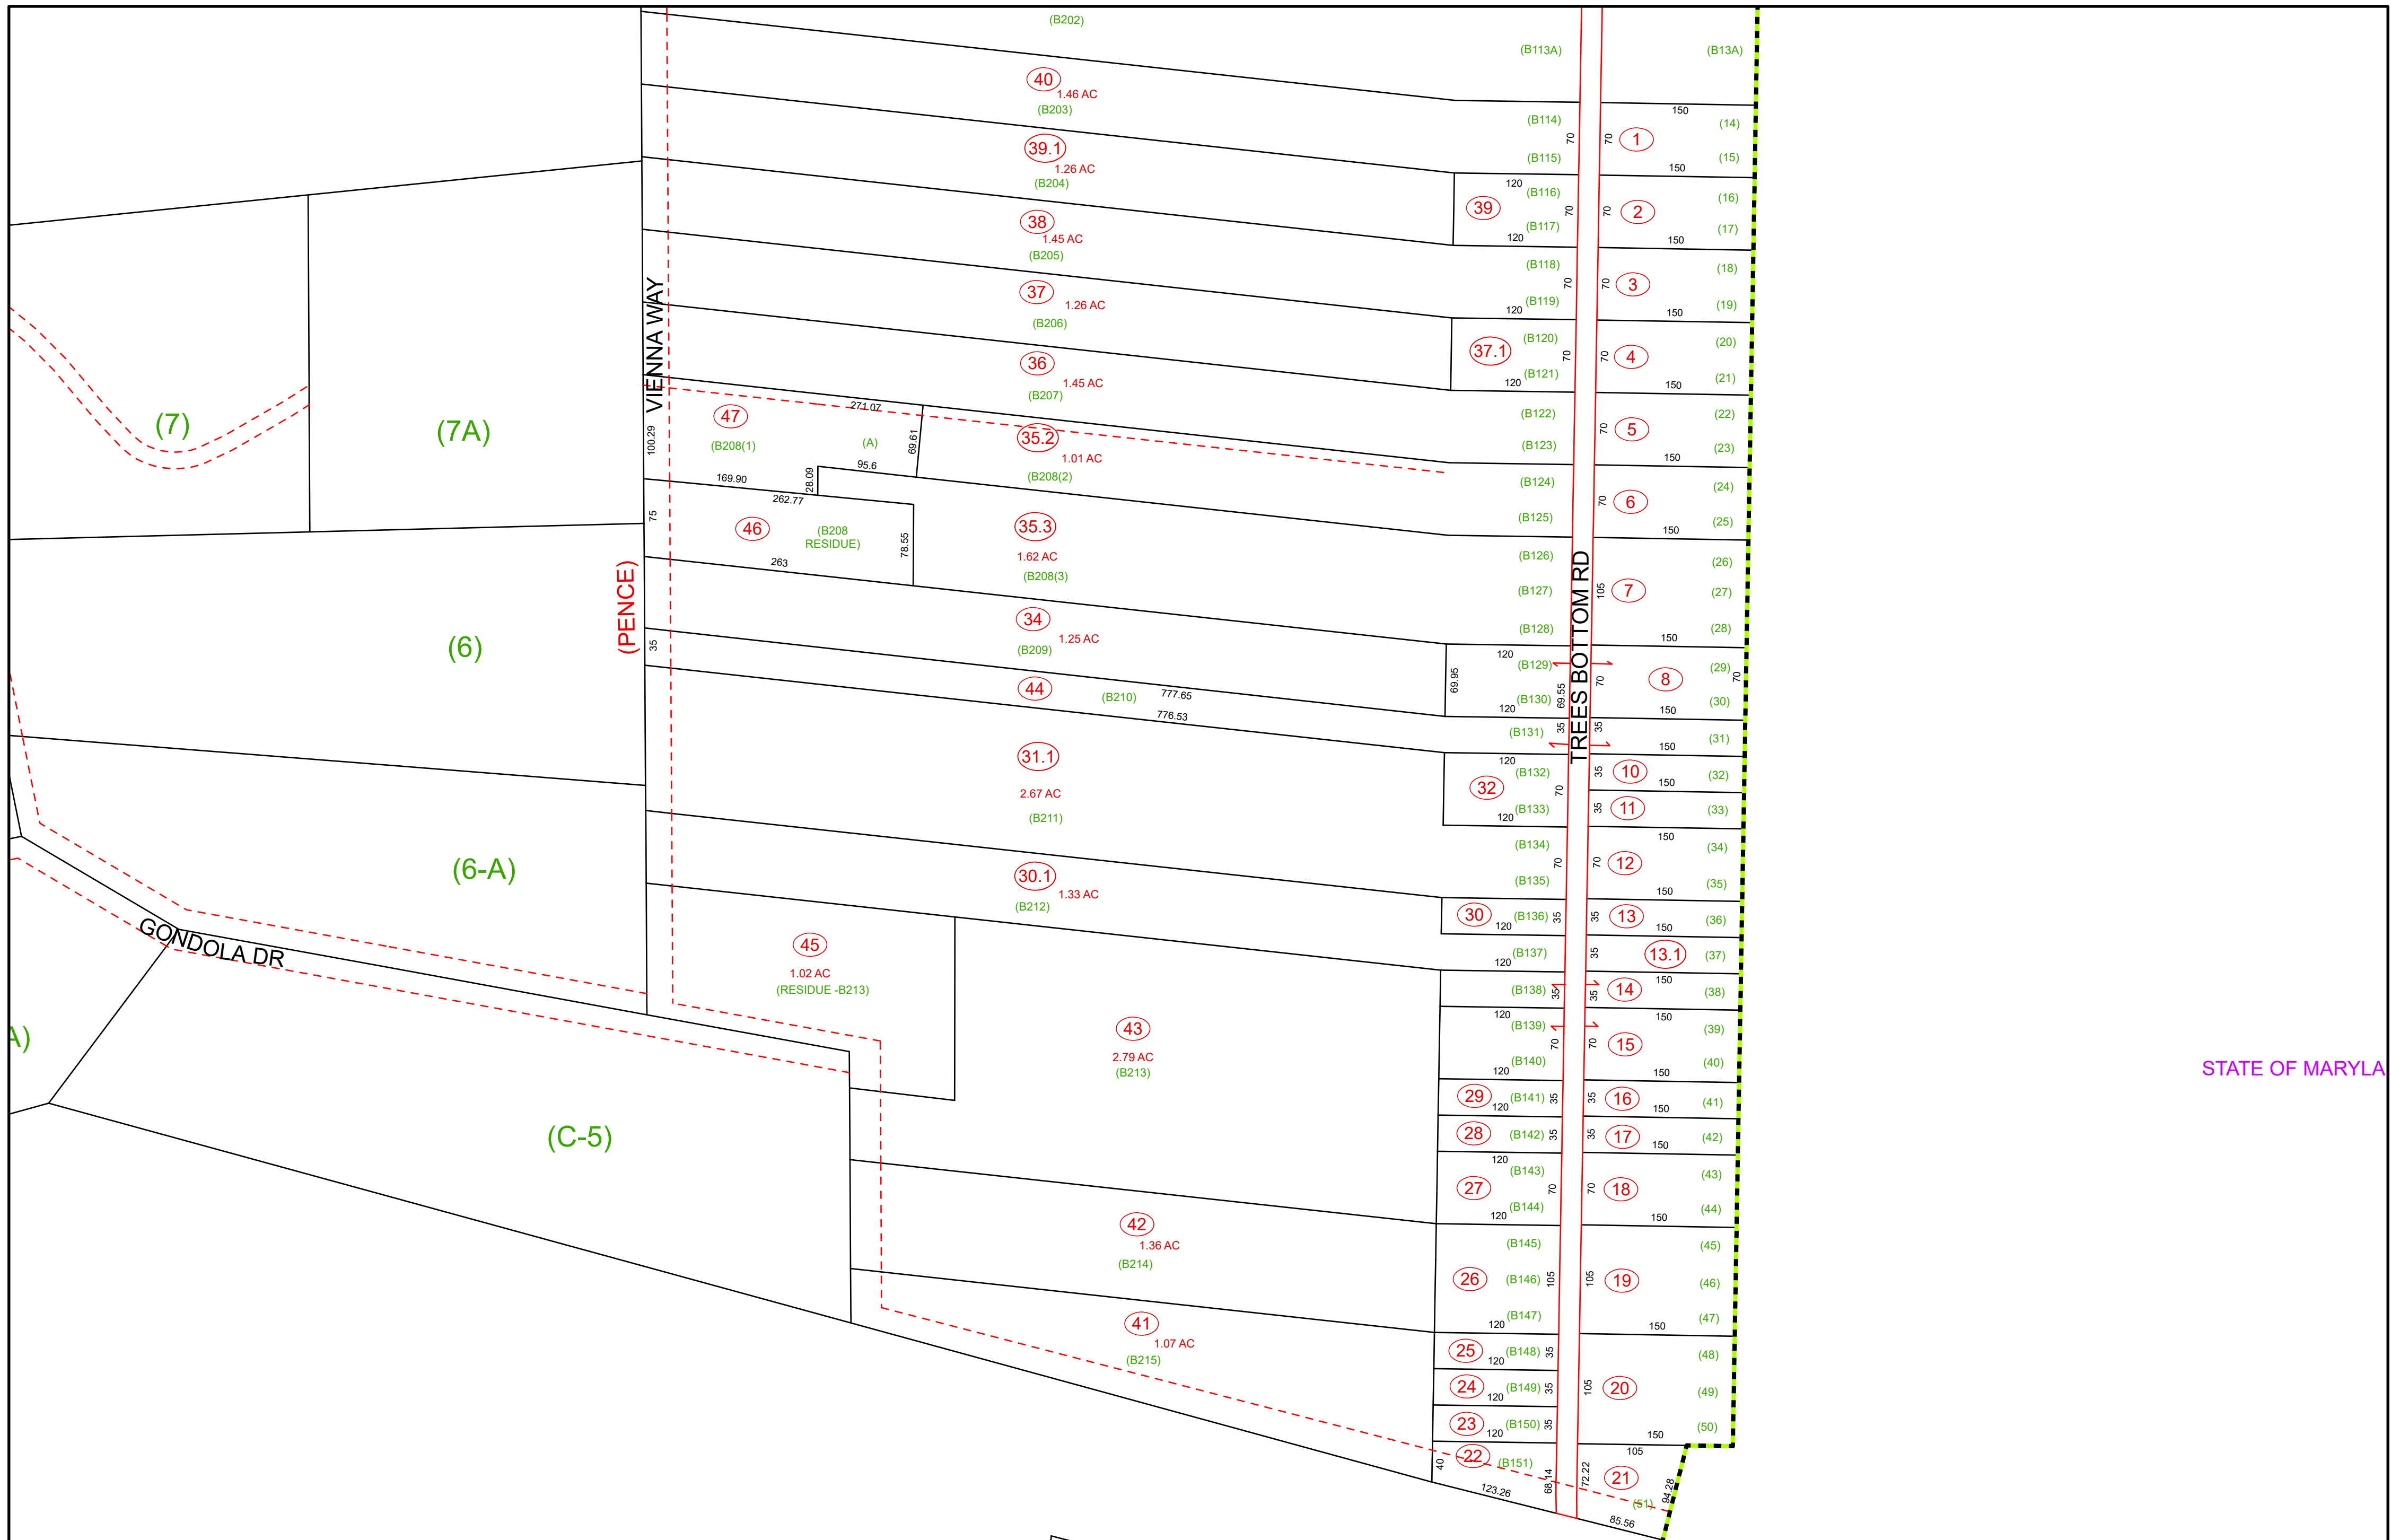 (B202)
(B113A)
(B13A)
40
1.46 AC
(B203)
150
(B114)
70
70
1
(14)
(B115)
(15)
150
39.1
1.26 AC
(B204)
120
39
(B116)
(B117)
120
70
70
2
(16)
(17)
150
38
1.45 AC
(B205)
(B118)
(B119)
120
70
70
3
(18)
(19)
150
37
1.26 AC
(B206)
37.1
(B120)
(B121)
120
70
70
4
(20)
(21)
150
36
1.45 AC
(B207)
(B122)
(B123)
70
5
(22)
(23)
150
VIENNA WAY
(7)
(7A)
100.29
47
(B208(1)
271.07
(A)
69.61
95.6
28.09
169.90
35.2
1.01 AC
(B208(2)
(B124)
(B125)
70
6
(24)
(25)
150
75
262.77
46
(B208
RESIDUE)
78.55
263
35.3
1.62 AC
(B208(3)
(B126)
(B127)
(B128)
TREES BOTTOM RD
105
7
(26)
(27)
(28)
150
(PENCE)
(6)
35
34
1.25 AC
(B209)
120
69.95
(B129)
(B130)
120
69.55
70
8
(29)
70
(30)
150
44
(B210)
777.65
776.53
(B131)
35
35
(31)
150
31.1
2.67 AC
(B211)
120
32
(B132)
(B133)
120
70
35
10
(32)
150
35
11
(33)
150
(B134)
(B135)
70
70
12
(34)
(35)
150
(6-A)
30.1
1.33 AC
(B212)
30
(B136)
120
35
35
13
(36)
150
(B137)
120
35
13.1
(37)
GONDOLA DR
45
1.02 AC
(RESIDUE -B213)
(B138)
35
35
14
150
(38)
A)
43
2.79 AC
(B213)
120
(B139)
(B140)
120
70
70
15
150
(39)
(40)
150
STATE OF MARYLA
29
(B141)
120
35
35
16
(41)
150
(C-5)
28
(B142)
35
35
17
(42)
150
120
27
(B143)
(B144)
120
70
70
18
(43)
(44)
150
42
1.36 AC
(B214)
26
(B145)
(B146)
(B147)
120
105
105
19
(45)
(46)
(47)
150
41
1.07 AC
(B215)
25
(B148)
120
35
24
(B149)
120
35
23
(B150)
120
35
105
20
(48)
(49)
(50)
150
22
(B151)
40
68.14
123.26
72.22
105
21
(51)
94.28
85.56